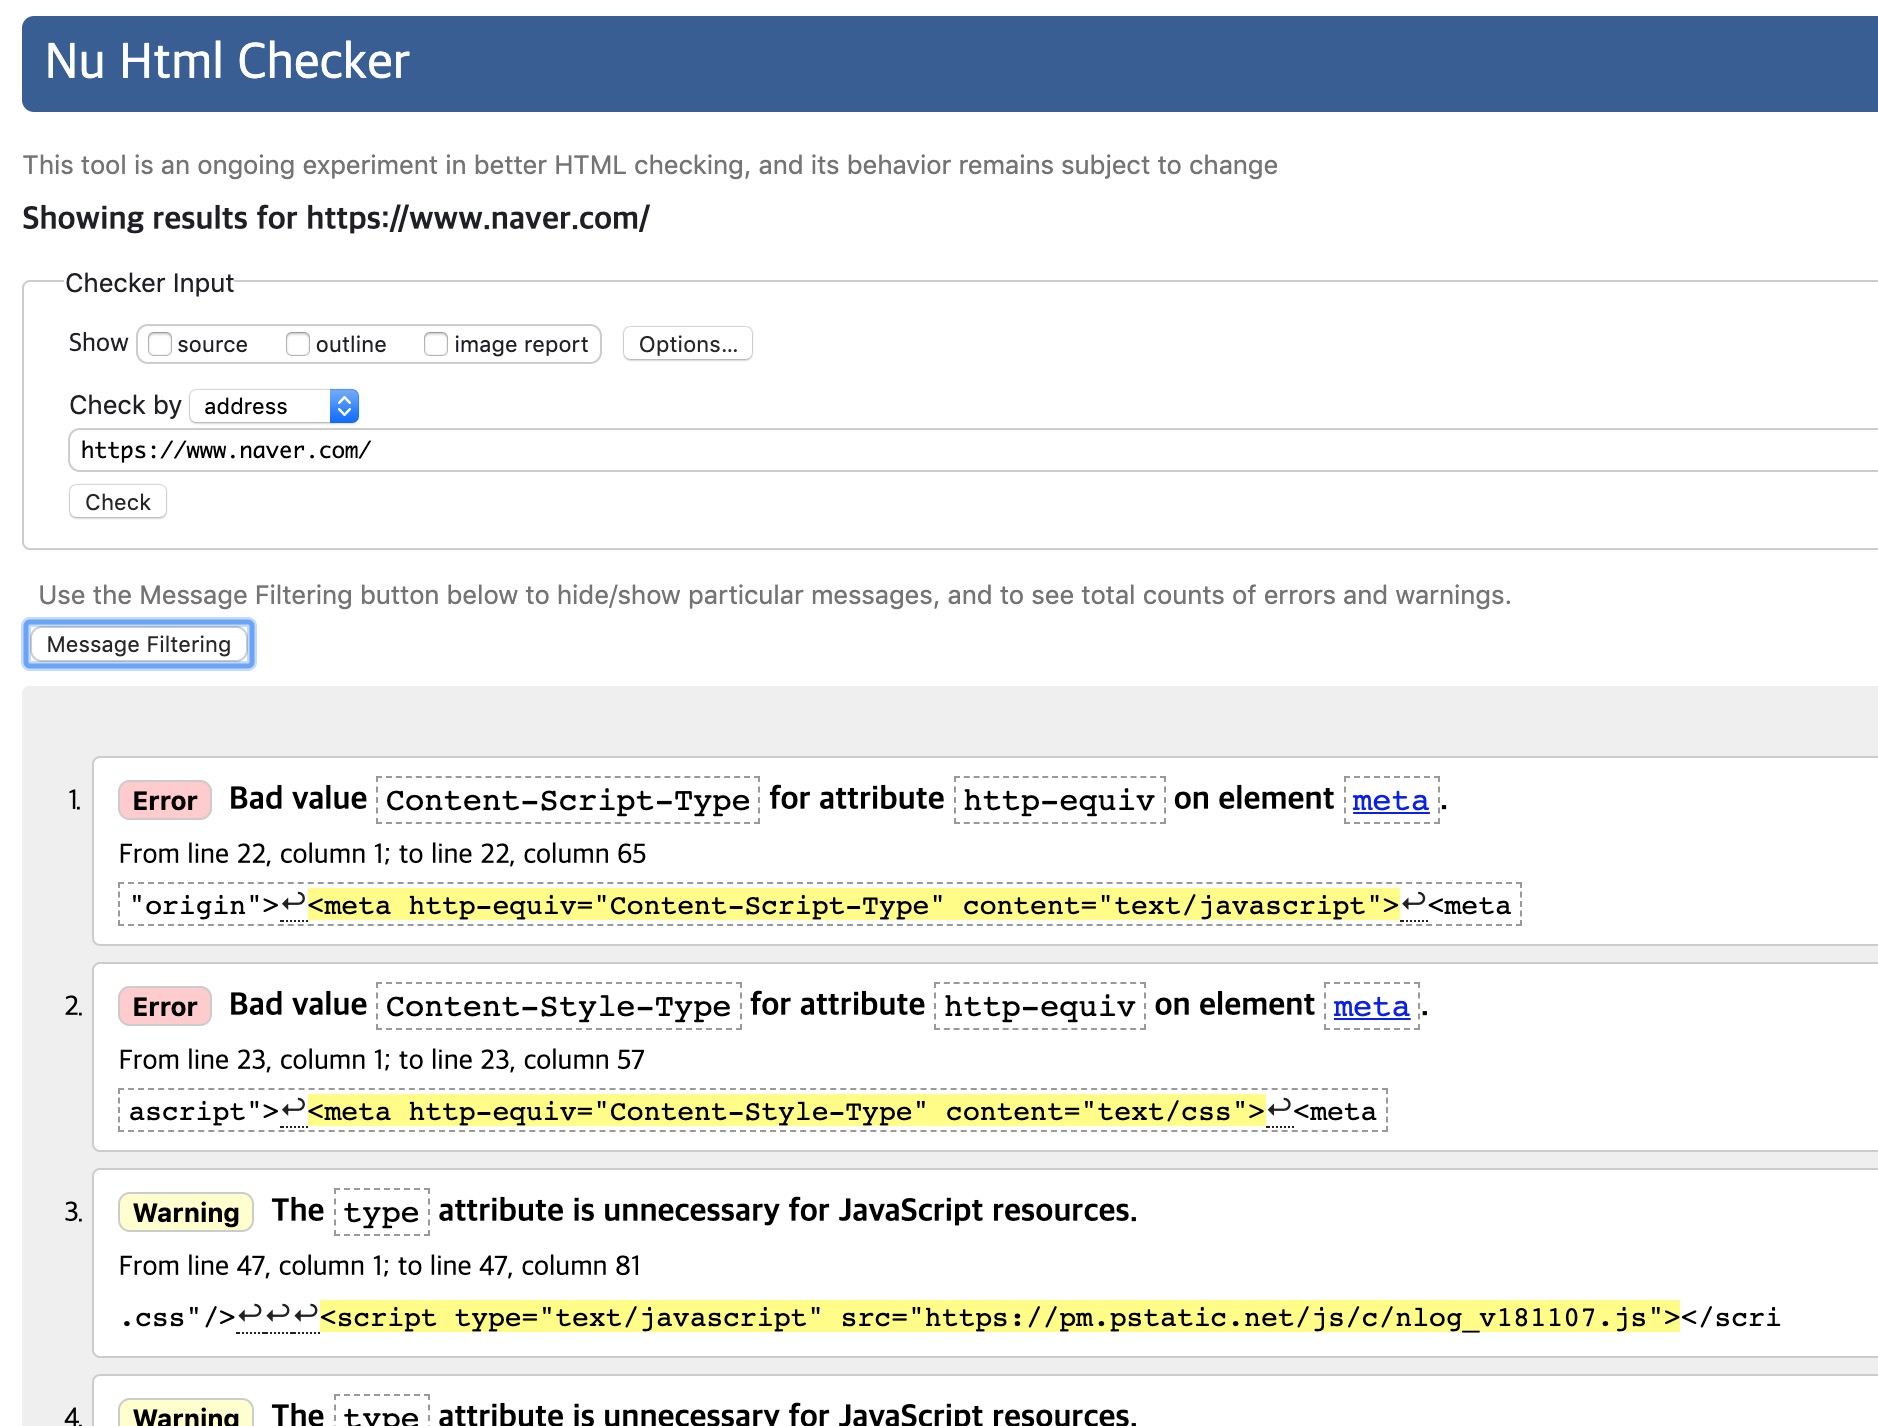 Nu Html Checker
This tool is an ongoing experiment in better HTML checking, and its behavior remains subject to change
Showing results for https://www.naver.com/
Checker Input
Show source outline image report Options...
Check by address
https://www.naver.com/
Check
Use the Message Filtering button below to hide/show particular messages, and to see total counts of errors and warnings.
Message Filtering
1. Error Bad value Content-Script-Type for attribute http-equiv on element meta.
From line 22, column 1; to line 22, column 65
"origin">↩<meta http-equiv="Content-Script-Type" content="text/javascript">↩<meta
2. Error Bad value Content-Style-Type for attribute http-equiv on element meta.
From line 23, column 1; to line 23, column 57
ascript">↩<meta http-equiv="Content-Style-Type" content="text/css">↩<meta
3. Warning The type attribute is unnecessary for JavaScript resources.
From line 47, column 1; to line 47, column 81
.css"/>↩↩↩<script type="text/javascript" src="https://pm.pstatic.net/js/c/nlog_v181107.js"></scri
4. Warning The type attribute is unnecessary for JavaScript resources.